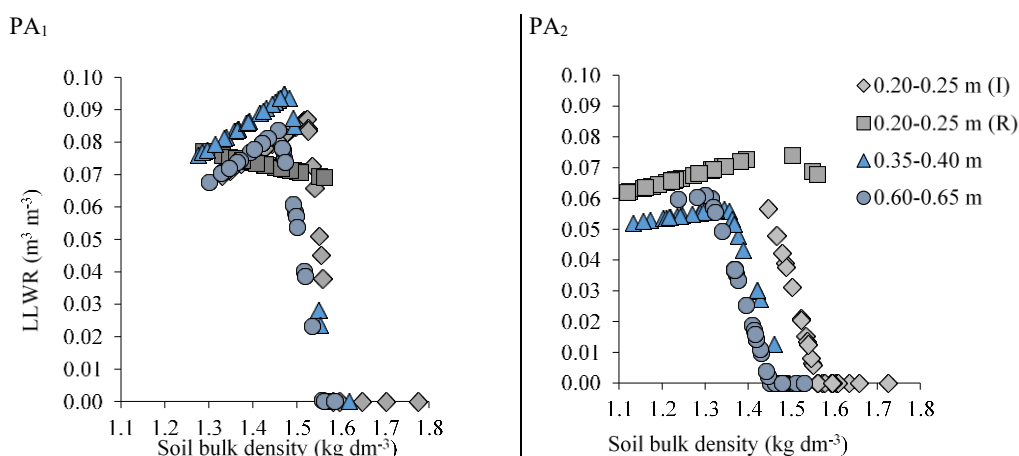 PA₁
LLWR (m³ m⁻³)
0.10
0.09
0.08
0.07
0.06
0.05
0.04
0.03
0.02
0.01
0.00
1.1 1.2 1.3 1.4 1.5 1.6 1.7 1.8
Soil bulk density (kg dm⁻³)
PA₂
0.10
0.09
0.08
0.07
0.06
0.05
0.04
0.03
0.02
0.01
0.00
1.1 1.2 1.3 1.4 1.5 1.6 1.7 1.8
Soil bulk density (kg dm⁻³)
0.20-0.25 m (I)
0.20-0.25 m (R)
0.35-0.40 m
0.60-0.65 m